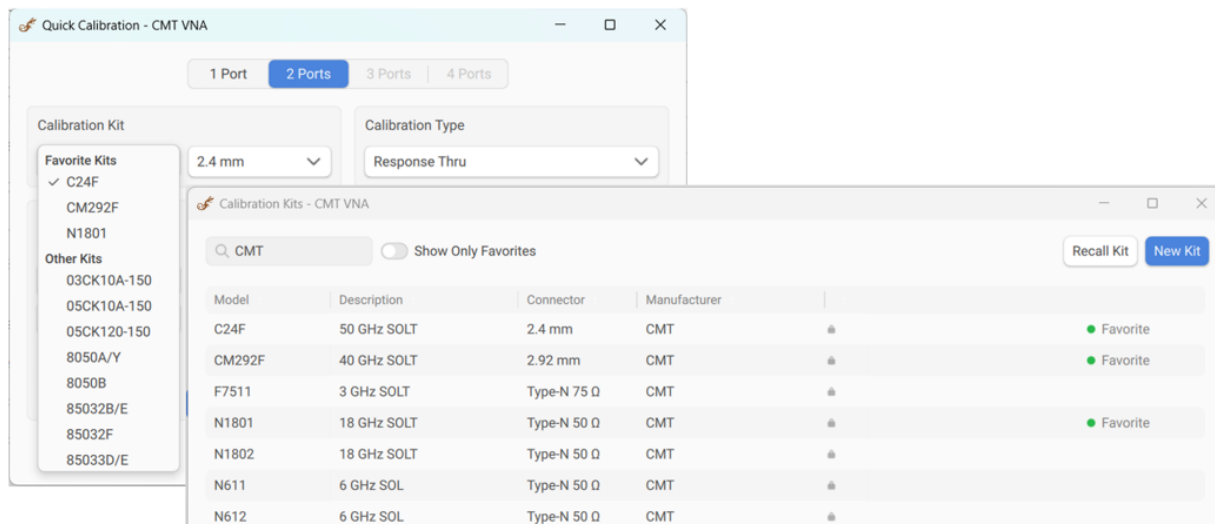 Quick Calibration - CMT VNA
1 Port 2 Ports 3 Ports 4 Ports
Calibration Kit
Calibration Type
Favorite Kits
C24F
CM292F
N1801
Other Kits
03CK10A-150
05CK10A-150
05CK120-150
8050A/Y
8050B
85032B/E
85032F
85033D/E
2.4 mm
Response Thru
Calibration Kits - CMT VNA
CMT Show Only Favorites Recall Kit New Kit
Model Description Connector Manufacturer
C24F 50 GHz SOLT 2.4 mm CMT Favorite
CM292F 40 GHz SOLT 2.92 mm CMT Favorite
F7511 3 GHz SOLT Type-N 75 Ω CMT
N1801 18 GHz SOLT Type-N 50 Ω CMT Favorite
N1802 18 GHz SOLT Type-N 50 Ω CMT
N611 6 GHz SOL Type-N 50 Ω CMT
N612 6 GHz SOL Type-N 50 Ω CMT